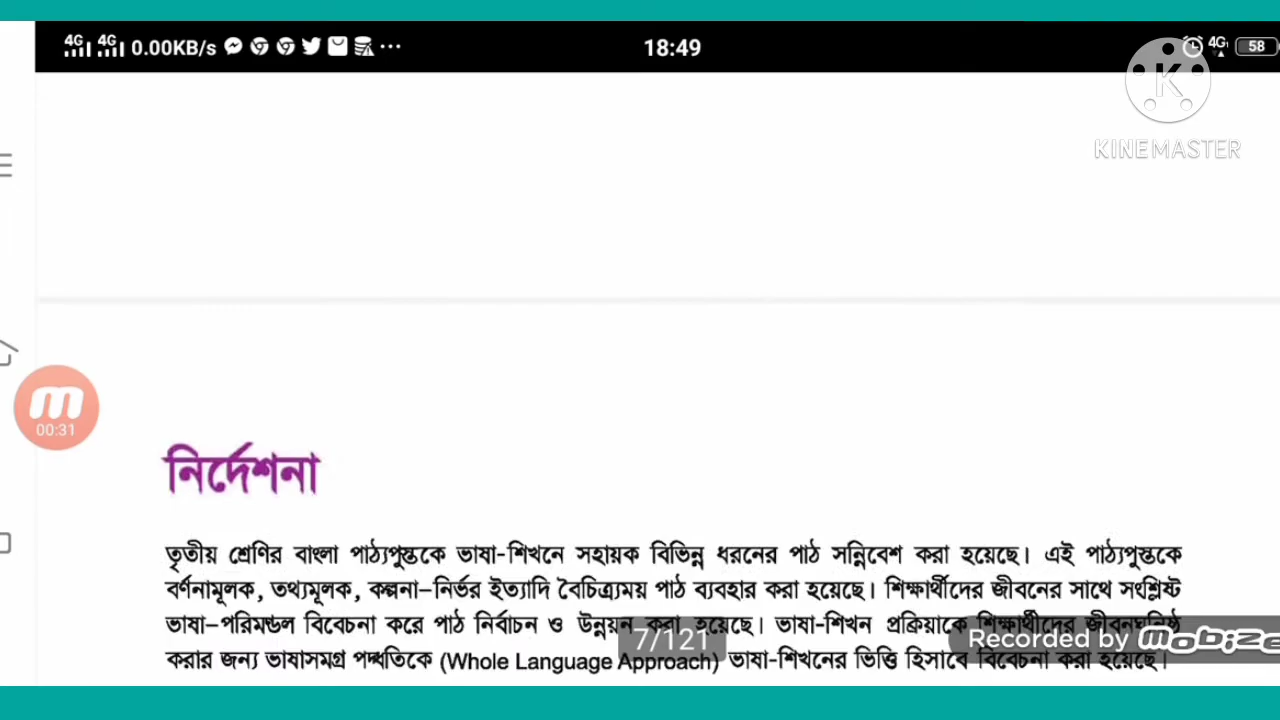 4G 4G 0.00KB/s 18:49 4G 58
KINEMASTER
00:31
নির্দেশনা
তৃতীয় শ্রেণির বাংলা পাঠ্যপুস্তকে ভাষা-শিখনে সহায়ক বিভিন্ন ধরনের পাঠ সন্নিবেশ করা হয়েছে। এই পাঠ্যপুস্তকে
বর্ণনামূলক, তথ্যমূলক, কল্পনা-নির্ভর ইত্যাদি বৈচিত্র্যময় পাঠ ব্যবহার করা হয়েছে। শিক্ষার্থীদের জীবনের সাথে সংশ্লিষ্ট
ভাষা-পরিমন্ডল বিবেচনা করে পাঠ নির্বাচন ও উন্নয়ন করা হয়েছে। ভাষা-শিখন প্রক্রিয়াকে শিক্ষার্থীদের জীবনঘনিষ্ঠ
7/121 Recorded by mobize
করার জন্য ভাষাসমগ্র পদ্ধতিকে (Whole Language Approach) ভাষা-শিখনের ভিত্তি হিসাবে বিবেচনা করা হয়েছে।